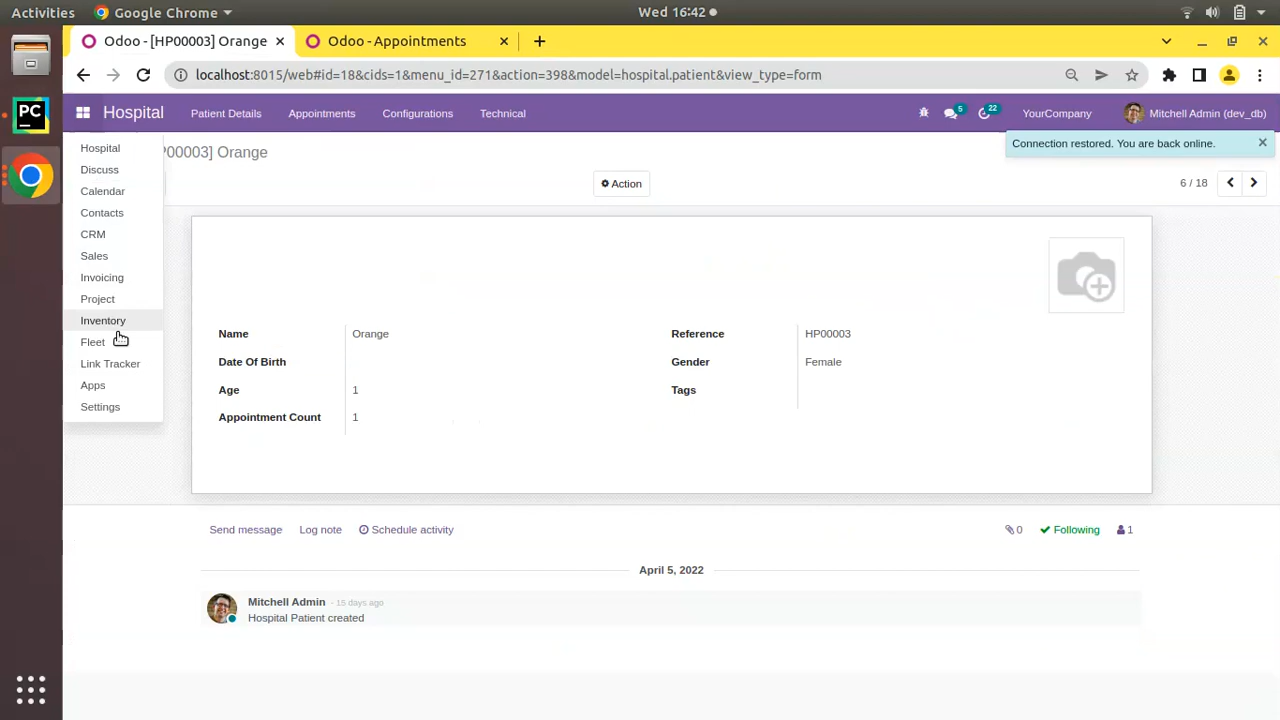 Activities
Google Chrome
Wed 16:42
Odoo - [HP00003] Orange
Odoo - Appointments
localhost:8015/web#id=18&cids=1&menu_id=271&action=398&model=hospital.patient&view_type=form
Hospital
Patient Details
Appointments
Configurations
Technical
5
22
YourCompany
Mitchell Admin (dev_db)
Connection restored. You are back online.
P00003] Orange
Action
6 / 18
Hospital
Discuss
Calendar
Contacts
CRM
Sales
Invoicing
Project
Inventory
Fleet
Link Tracker
Apps
Settings
Name Orange
Reference HP00003
Date Of Birth
Gender Female
Age 1
Tags
Appointment Count 1
Send message
Log note
Schedule activity
0
Following
1
April 5, 2022
Mitchell Admin - 15 days ago
Hospital Patient created
PC